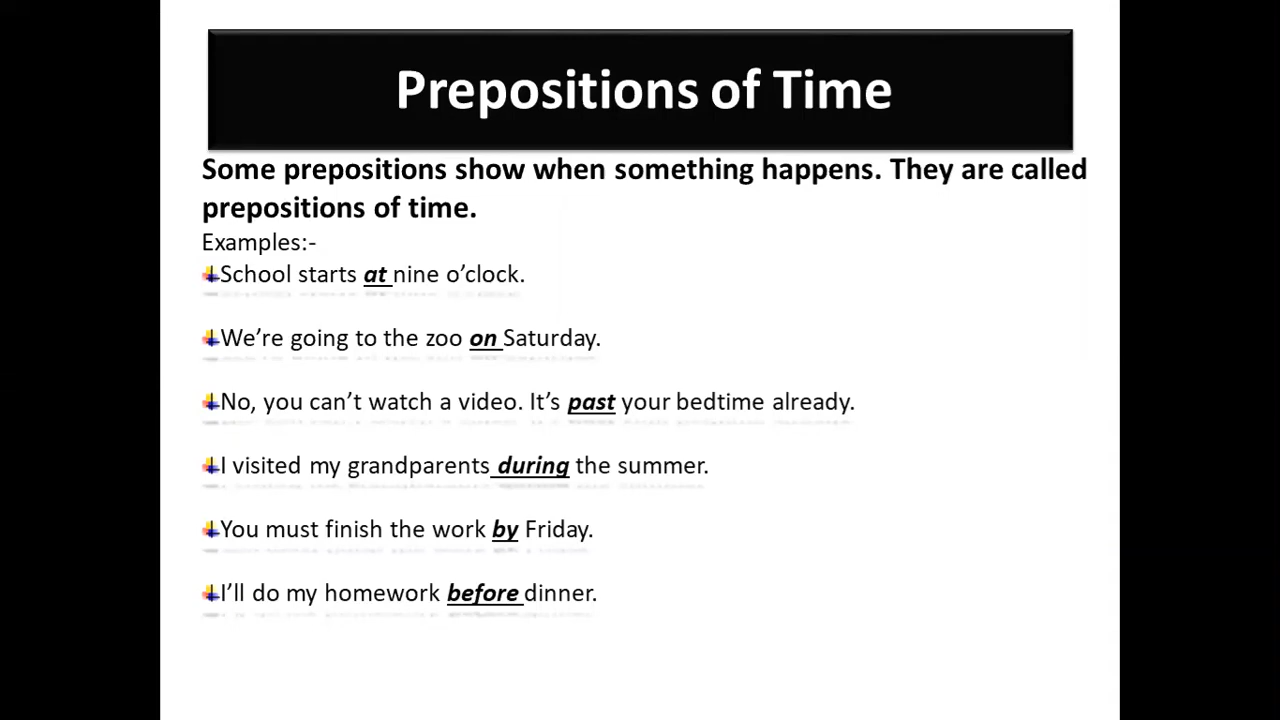 Prepositions of Time
Some prepositions show when something happens. They are called
prepositions of time.
Examples:-
School starts at nine o’clock.
We’re going to the zoo on Saturday.
No, you can’t watch a video. It’s past your bedtime already.
I visited my grandparents during the summer.
You must finish the work by Friday.
I’ll do my homework before dinner.